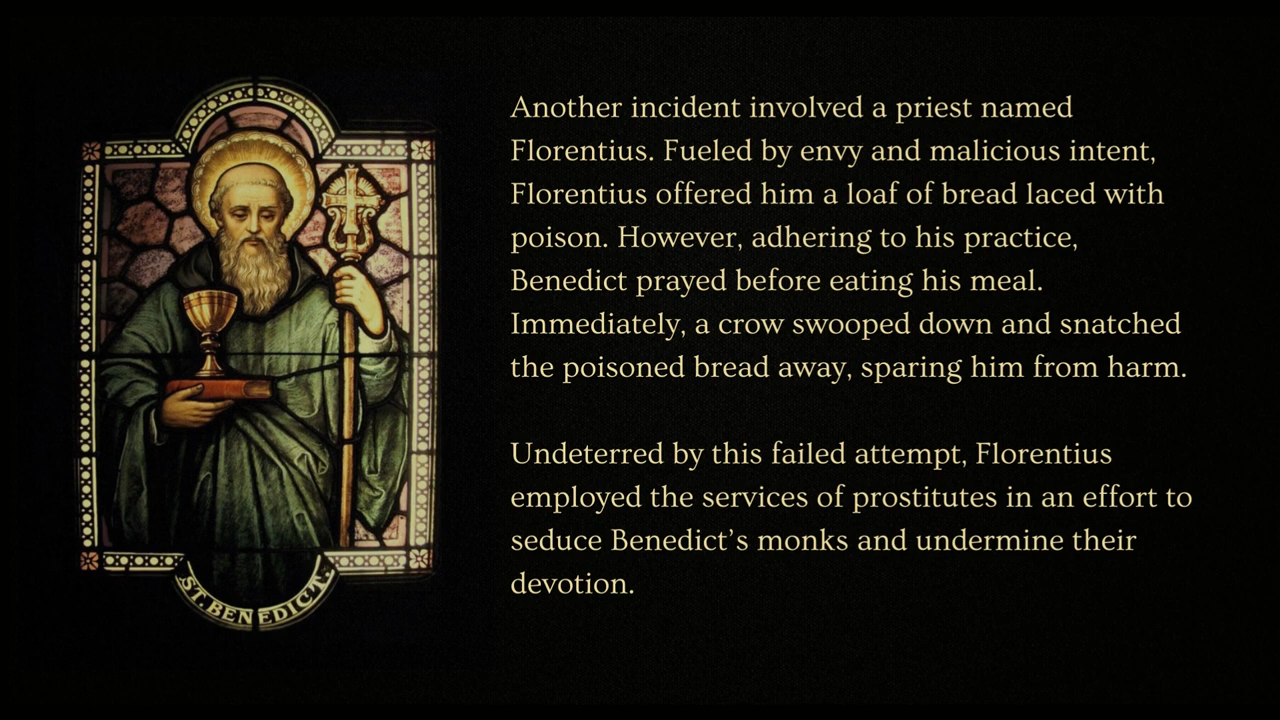 Another incident involved a priest named
Florentius. Fueled by envy and malicious intent,
Florentius offered him a loaf of bread laced with
poison. However, adhering to his practice,
Benedict prayed before eating his meal.
Immediately, a crow swooped down and snatched
the poisoned bread away, sparing him from harm.
Undeterred by this failed attempt, Florentius
employed the services of prostitutes in an effort to
seduce Benedict’s monks and undermine their
devotion.
ST. BENEDICT.